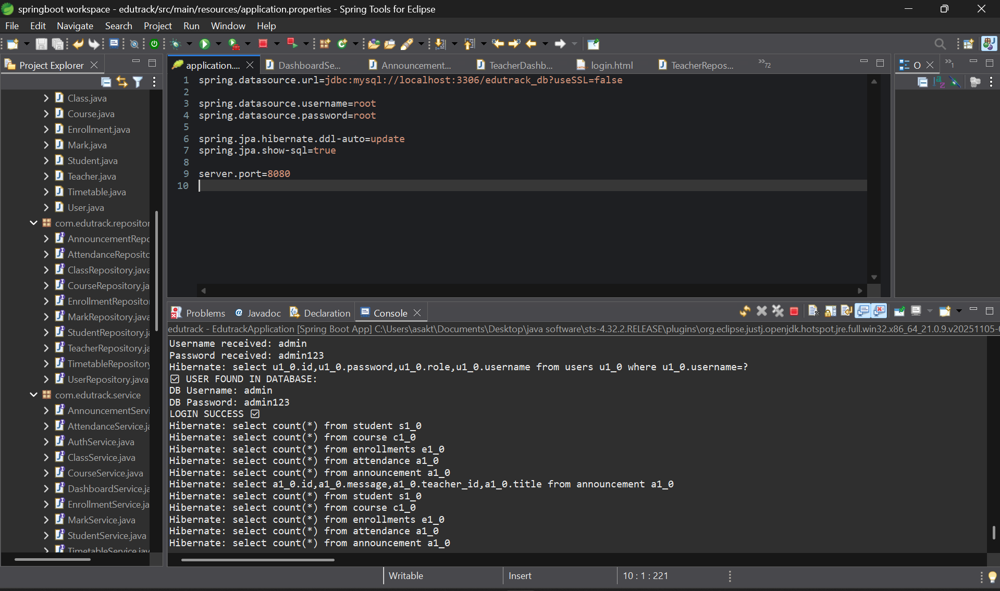 springboot workspace - edutrack/src/main/resources/application.properties - Spring Tools for Eclipse
File Edit Navigate Search Project Run Window Help
Project Explorer
Class.java
Course.java
Enrollment.java
Mark.java
Student.java
Teacher.java
Timetable.java
User.java
com.edutrack.repositor
AnnouncementRepo
AttendanceReposito
ClassRepository.java
CourseRepository.ja
EnrollmentRepositor
MarkRepository.java
StudentRepository.ja
TeacherRepository.ja
TimetableRepository
UserRepository.java
com.edutrack.service
AnnouncementServi
AttendanceService.ja
AuthService.java
ClassService.java
CourseService.java
DashboardService.ja
EnrollmentService.ja
MarkService.java
StudentService.java
TimetableService.jav
application.... DashboardSe... Announcement... TeacherDashb... login.html TeacherRepos... »72
1 spring.datasource.url=jdbc:mysql://localhost:3306/edutrack_db?useSSL=false
2
3 spring.datasource.username=root
4 spring.datasource.password=root
5
6 spring.jpa.hibernate.ddl-auto=update
7 spring.jpa.show-sql=true
8
9 server.port=8080
10
O »1
Problems @ Javadoc Declaration Console
edutrack - EdutrackApplication [Spring Boot App] C:\Users\asakt\Documents\Desktop\java software\sts-4.32.2.RELEASE\plugins\org.eclipse.justj.openjdk.hotspot.jre.full.win32.x86_64_21.0.9.v20251105-
Username received: admin
Password received: admin123
Hibernate: select u1_0.id,u1_0.password,u1_0.role,u1_0.username from users u1_0 where u1_0.username=?
☑ USER FOUND IN DATABASE:
DB Username: admin
DB Password: admin123
LOGIN SUCCESS ☑
Hibernate: select count(*) from student s1_0
Hibernate: select count(*) from course c1_0
Hibernate: select count(*) from enrollments e1_0
Hibernate: select count(*) from attendance a1_0
Hibernate: select count(*) from announcement a1_0
Hibernate: select a1_0.id,a1_0.message,a1_0.teacher_id,a1_0.title from announcement a1_0
Hibernate: select count(*) from student s1_0
Hibernate: select count(*) from course c1_0
Hibernate: select count(*) from enrollments e1_0
Hibernate: select count(*) from attendance a1_0
Hibernate: select count(*) from announcement a1_0
Writable Insert 10 : 1 : 221